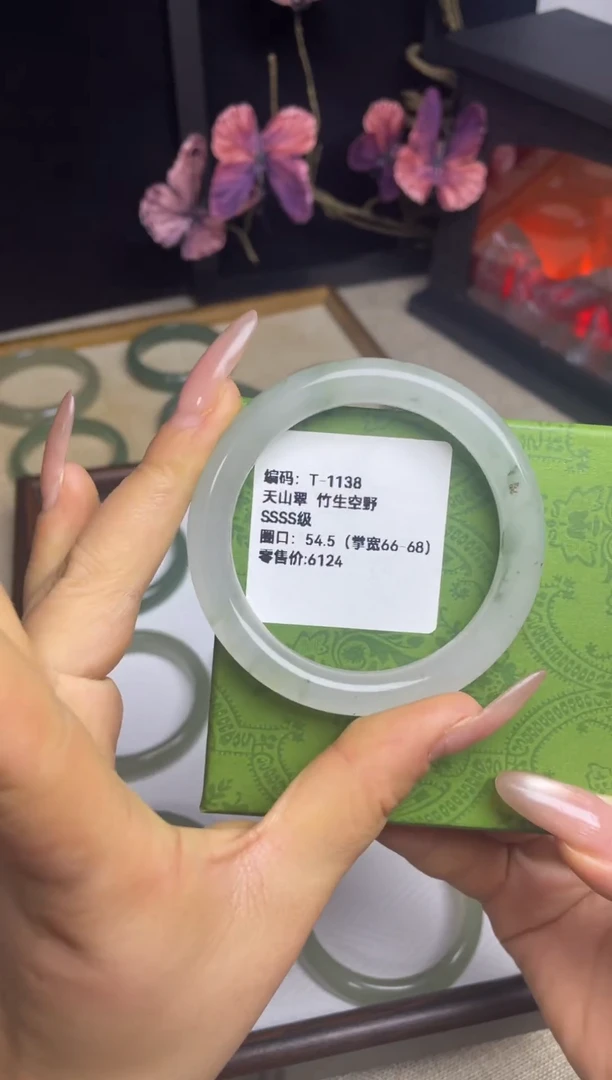 编码：T-1138
天山翠 竹生空野
SSSS级
圈口：54.5（掌宽66-68）
零售价:6124